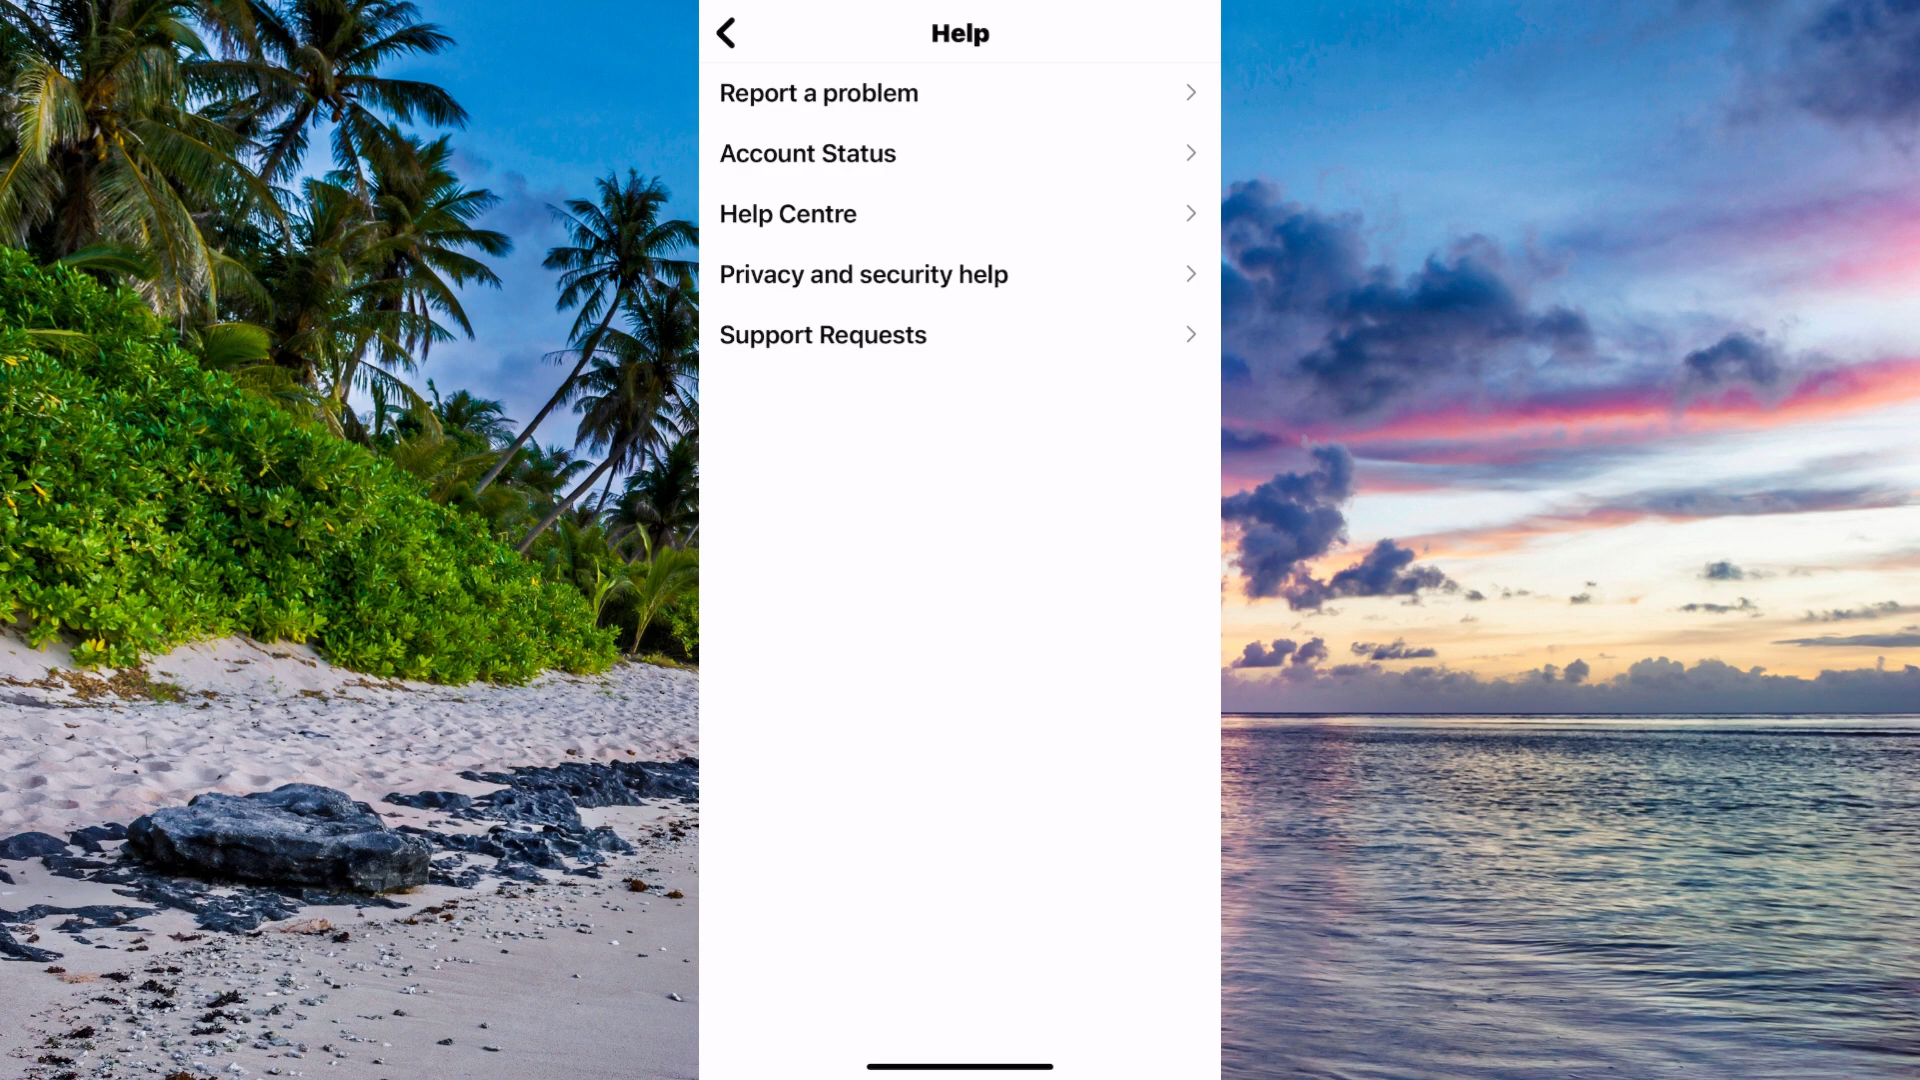 Help
Report a problem
Account Status
Help Centre
Privacy and security help
Support Requests